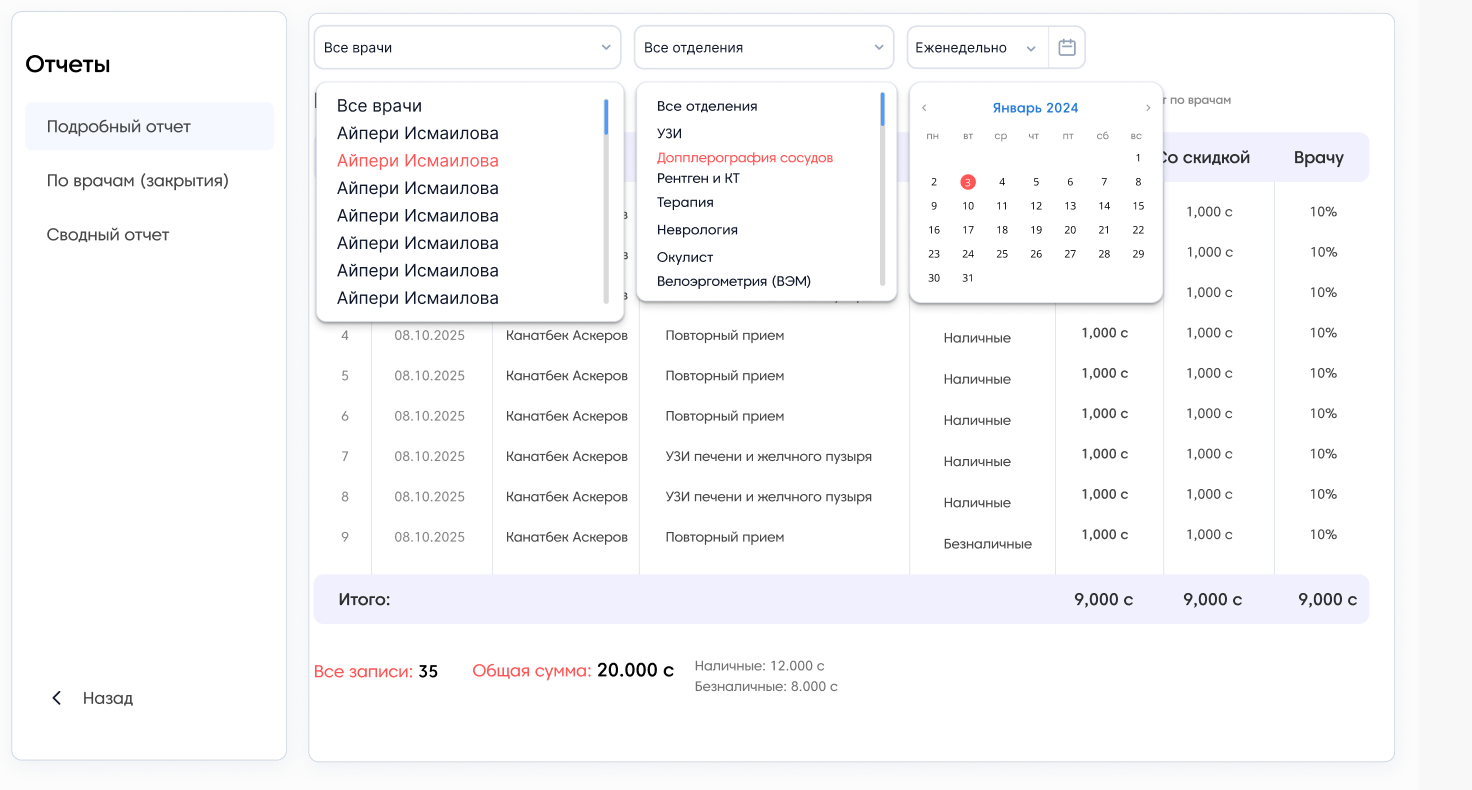 Отчеты
Подробный отчет
По врачам (закрытия)
Сводный отчет
Назад
Все врачи
Все отделения
Еженедельно
Все врачи
Айпери Исмаилова
Айпери Исмаилова
Айпери Исмаилова
Айпери Исмаилова
Айпери Исмаилова
Айпери Исмаилова
Айпери Исмаилова
Все отделения
УЗИ
Допплерография сосудов
Рентген и КТ
Терапия
Неврология
Окулист
Велоэргометрия (ВЭМ)
Январь 2024
пн вт ср чт пт сб вс
1
2 3 4 5 6 7 8
9 10 11 12 13 14 15
16 17 18 19 20 21 22
23 24 25 26 27 28 29
30 31
по врачам
Со скидкой Врачу
1,000 с 10%
1,000 с 10%
1,000 с 10%
4 08.10.2025 Канатбек Аскеров Повторный прием Наличные 1,000 с 1,000 с 10%
5 08.10.2025 Канатбек Аскеров Повторный прием Наличные 1,000 с 1,000 с 10%
6 08.10.2025 Канатбек Аскеров Повторный прием Наличные 1,000 с 1,000 с 10%
7 08.10.2025 Канатбек Аскеров УЗИ печени и желчного пузыря Наличные 1,000 с 1,000 с 10%
8 08.10.2025 Канатбек Аскеров УЗИ печени и желчного пузыря Наличные 1,000 с 1,000 с 10%
9 08.10.2025 Канатбек Аскеров Повторный прием Безналичные 1,000 с 1,000 с 10%
Итого: 9,000 с 9,000 с 9,000 с
Все записи: 35
Общая сумма: 20.000 с
Наличные: 12.000 с
Безналичные: 8.000 с